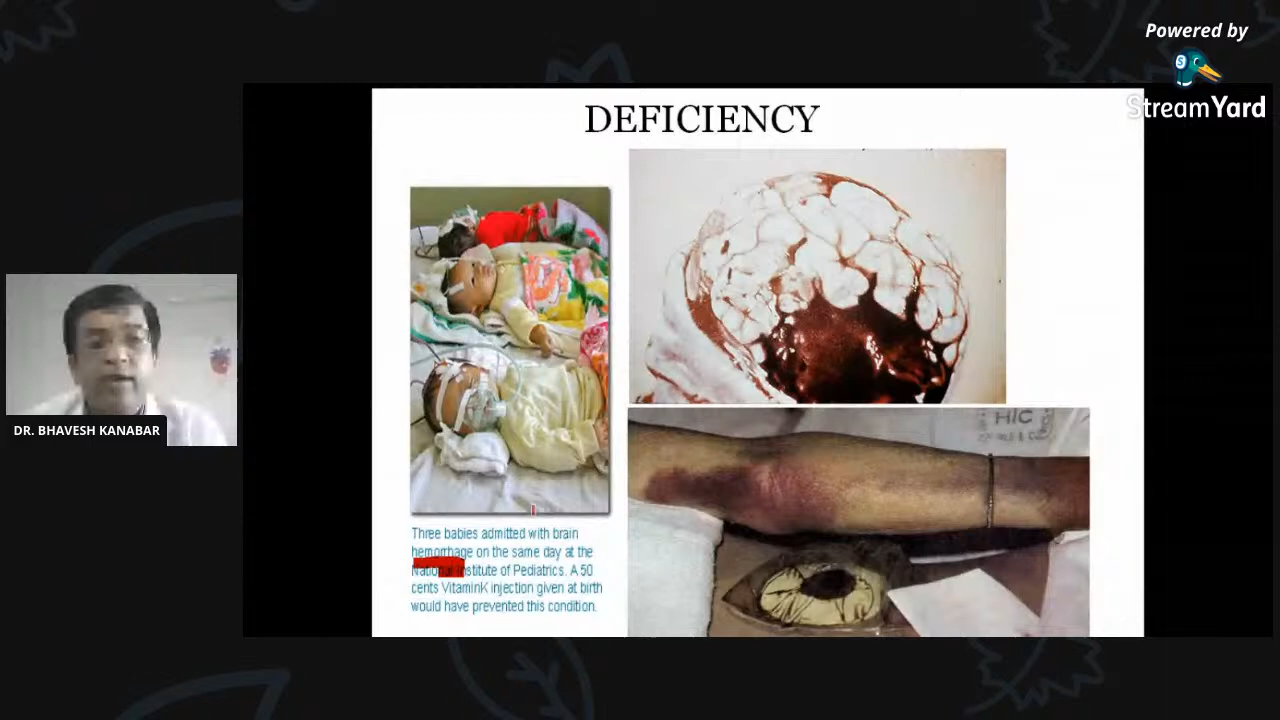 Powered by
StreamYard
DEFICIENCY
DR. BHAVESH KANABAR
H/C
Three babies admitted with brain
hemorrhage on the same day at the
National Institute of Pediatrics. A 50
cents VitaminK injection given at birth
would have prevented this condition.